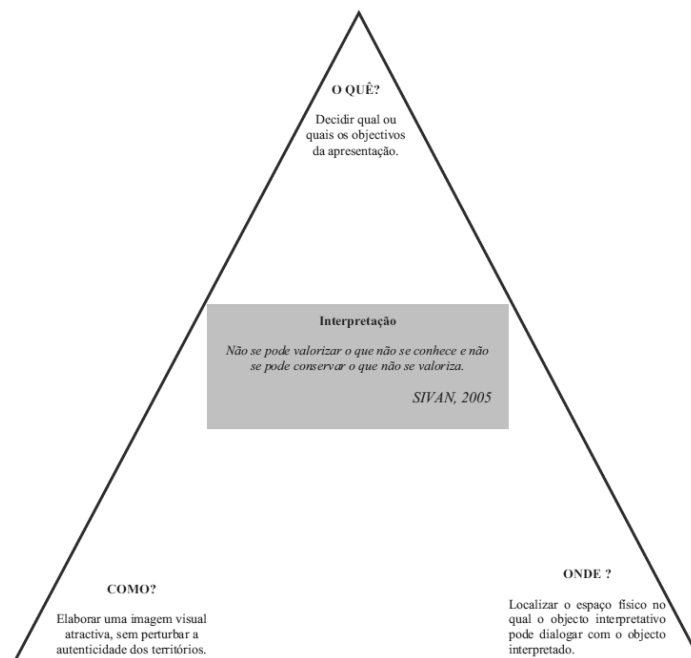 O QUÊ?
Decidir qual ou
quais os objectivos
da apresentação.
Interpretação
Não se pode valorizar o que não se conhece e não
se pode conservar o que não se valoriza.
SIVAN, 2005
COMO?
Elaborar uma imagem visual
atractiva, sem perturbar a
autenticidade dos territórios.
ONDE ?
Localizar o espaço físico no
qual o objecto interpretativo
pode dialogar com o objecto
interpretado.